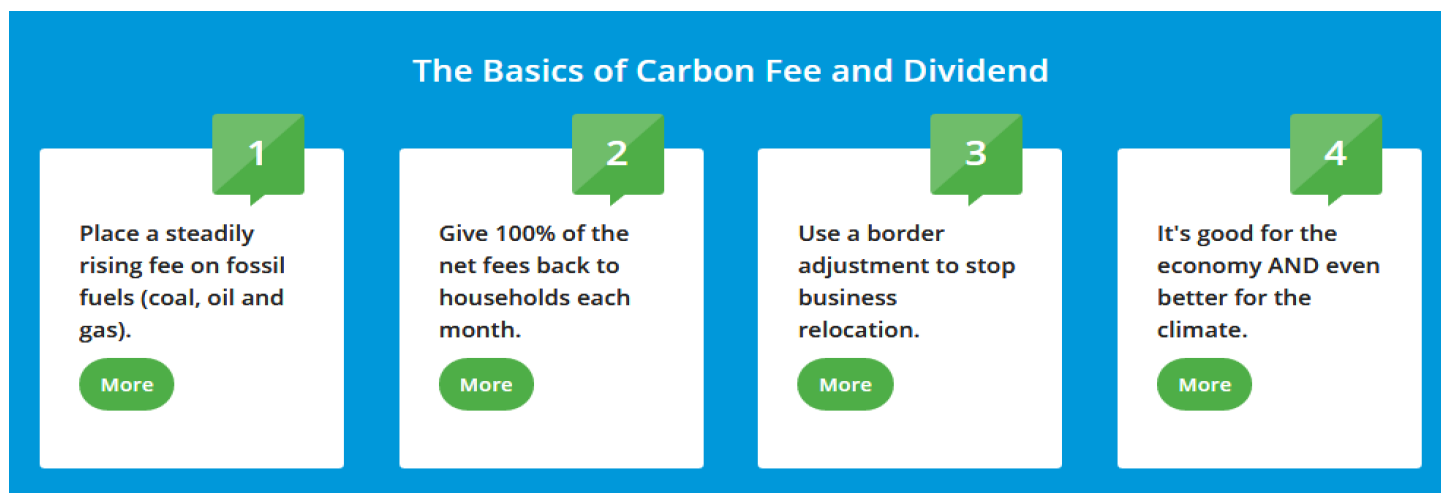 The Basics of Carbon Fee and Dividend
1
Place a steadily
rising fee on fossil
fuels (coal, oil and
gas).
More
2
Give 100% of the
net fees back to
households each
month.
More
3
Use a border
adjustment to stop
business
relocation.
More
4
It's good for the
economy AND even
better for the
climate.
More